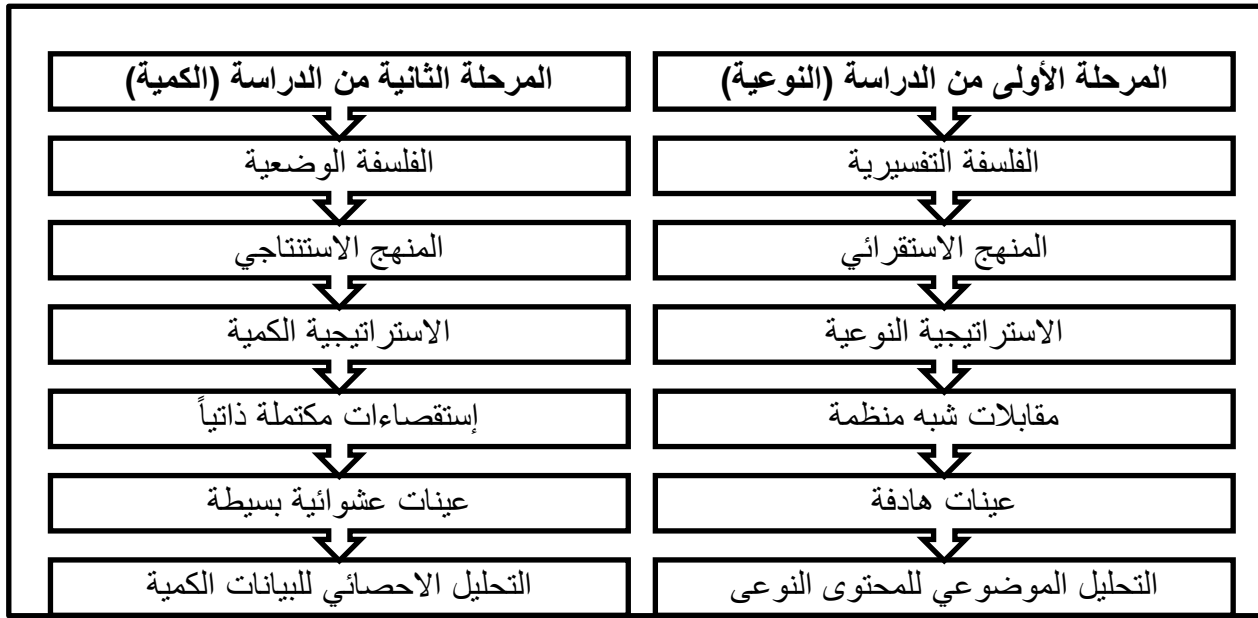 المرحلة الأولى من الدراسة (النوعية)
الفلسفة التفسيرية
المنهج الاستقرائي
الاستراتيجية النوعية
مقابلات شبه منظمة
عينات هادفة
التحليل الموضوعي للمحتوى النوعى
المرحلة الثانية من الدراسة (الكمية)
الفلسفة الوضعية
المنهج الاستنتاجي
الاستراتيجية الكمية
إستقصاءات مكتملة ذاتياً
عينات عشوائية بسيطة
التحليل الاحصائي للبيانات الكمية